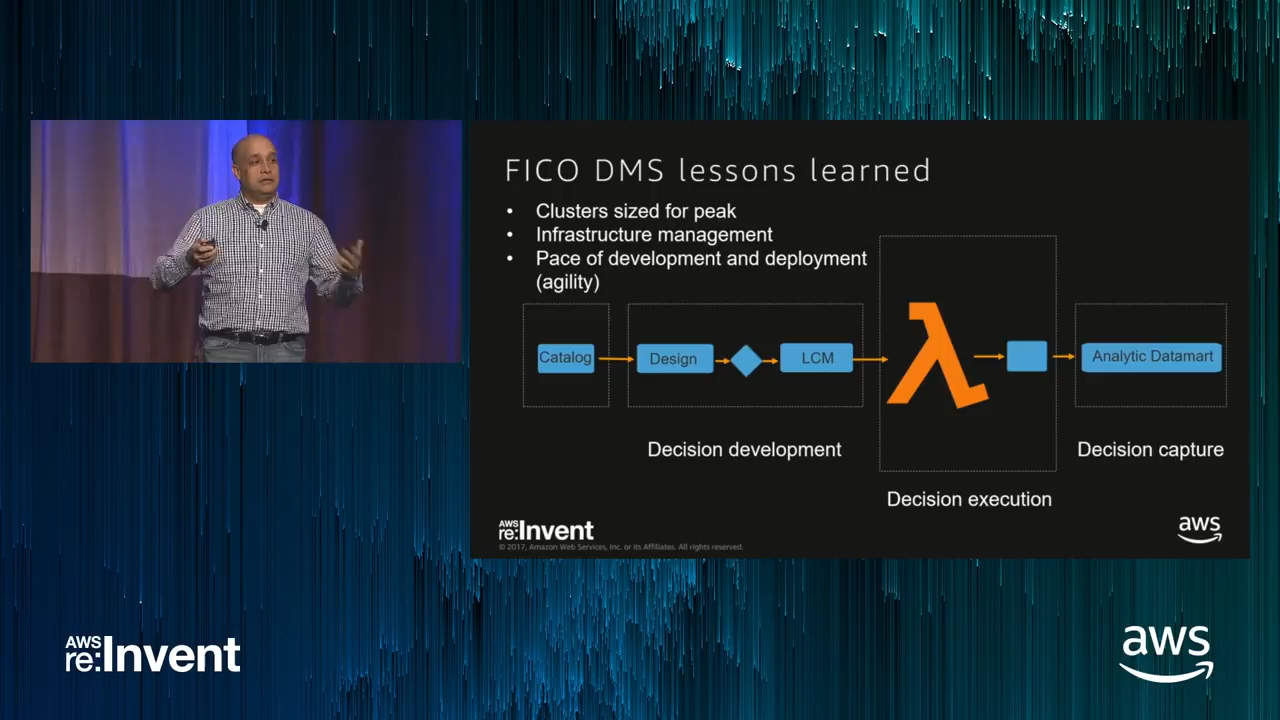 FICO DMS lessons learned
• Clusters sized for peak
• Infrastructure management
• Pace of development and deployment
(agility)
Catalog
Design
LCM
Analytic Datamart
Decision development
Decision capture
Decision execution
AWS
re:Invent
© 2017, Amazon Web Services, Inc. or its Affiliates. All rights reserved.
aws
AWS
re:Invent
aws